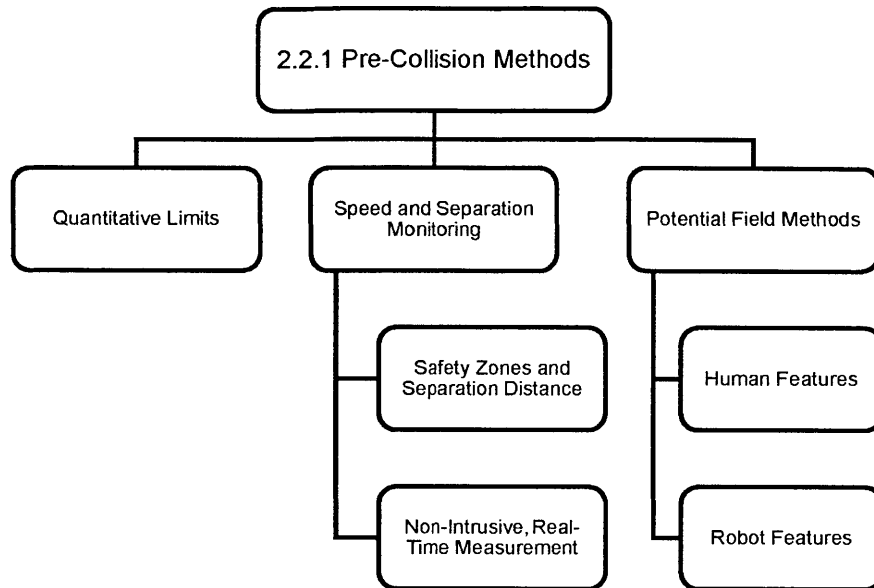 2.2.1 Pre-Collision Methods
Quantitative Limits
Speed and Separation
Monitoring
Potential Field Methods
Safety Zones and
Separation Distance
Human Features
Non-Intrusive, Real-
Time Measurement
Robot Features